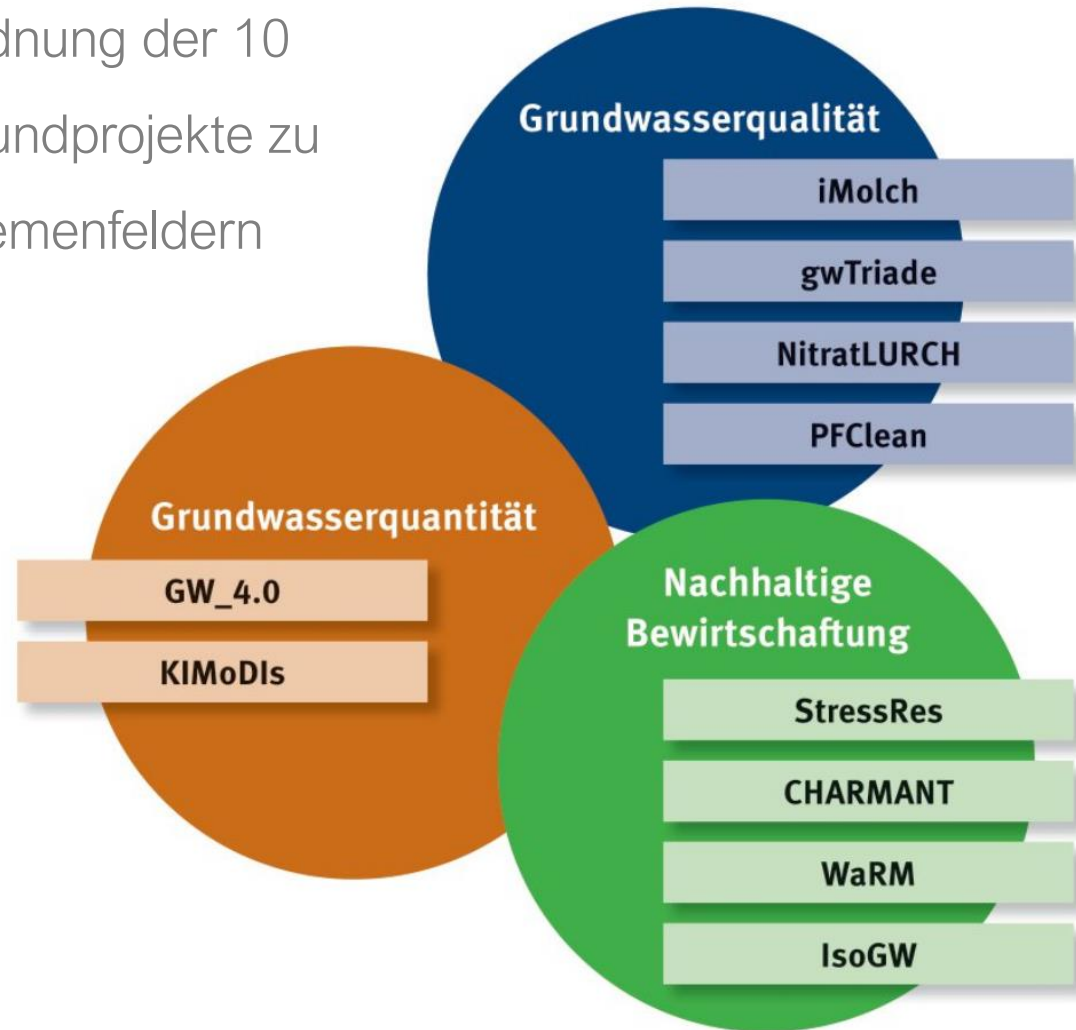 dnung der 10
undprojekte zu
emenfeldern
Grundwasserqualität
iMolch
gwTriade
NitratLURCH
PFClean
Grundwasserquantität
GW_4.0
KIMoDIs
Nachhaltige
Bewirtschaftung
StressRes
CHARMANT
WaRM
IsoGW